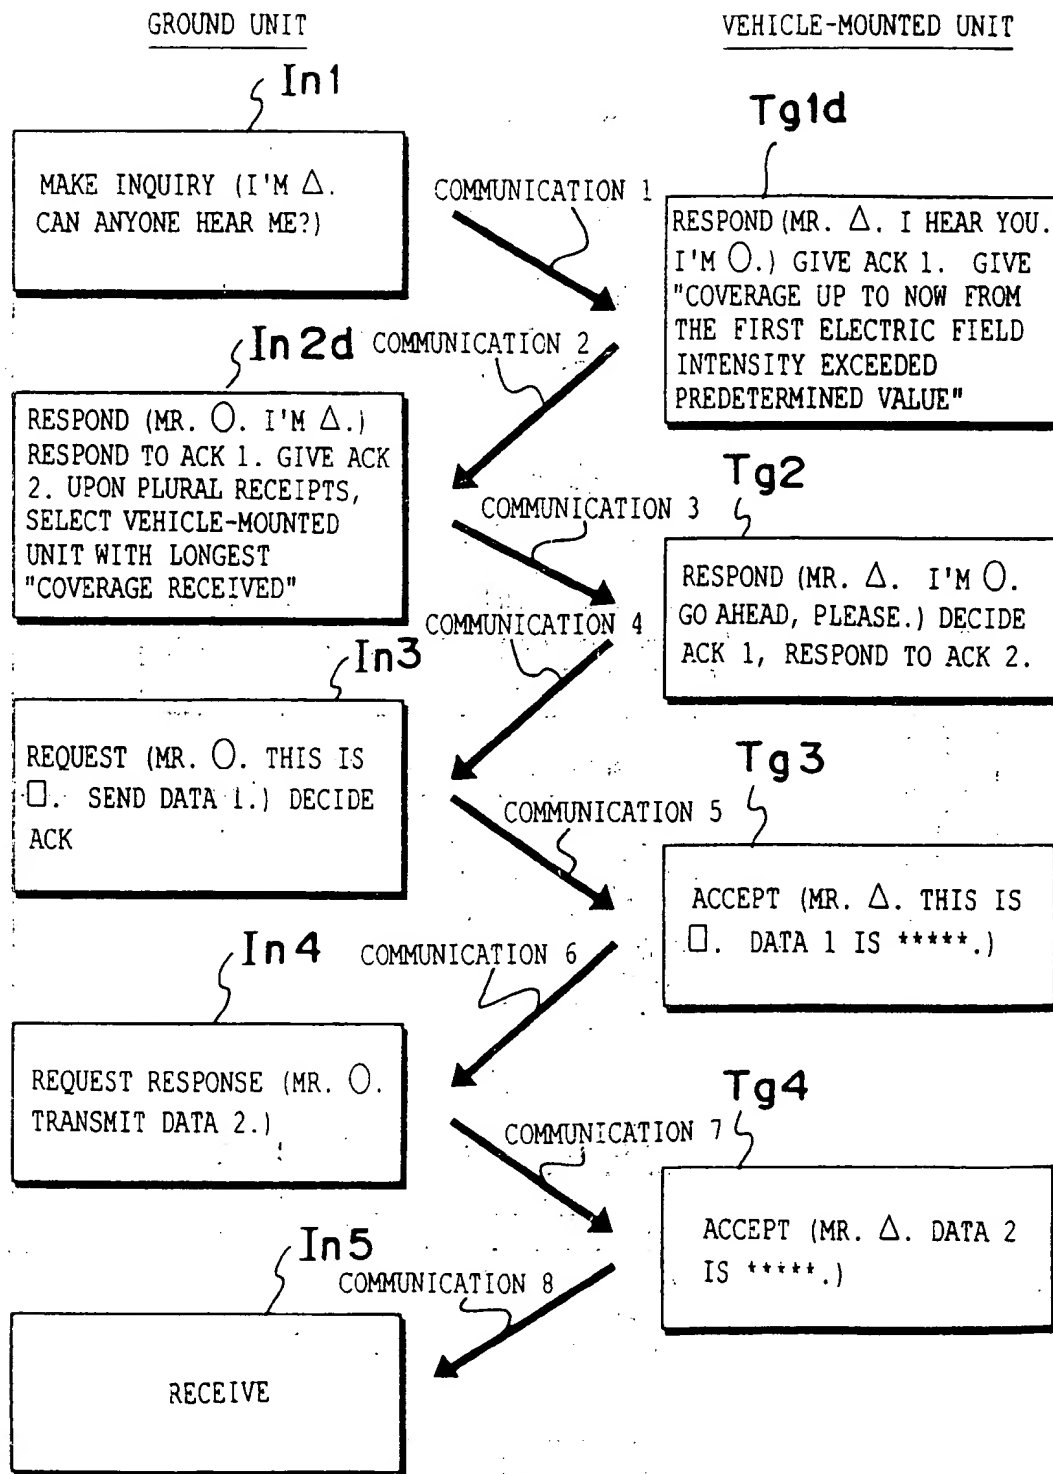 GROUND UNIT
VEHICLE-MOUNTED UNIT
In1
MAKE INQUIRY (I'M △.
CAN ANYONE HEAR ME?)
COMMUNICATION 1
Tg1d
RESPOND (MR. △. I HEAR YOU.
I'M ○.) GIVE ACK 1. GIVE
"COVERAGE UP TO NOW FROM
THE FIRST ELECTRIC FIELD
INTENSITY EXCEEDED
PREDETERMINED VALUE"
COMMUNICATION 2
In2d
RESPOND (MR. ○. I'M △.)
RESPOND TO ACK 1. GIVE ACK
2. UPON PLURAL RECEIPTS,
SELECT VEHICLE-MOUNTED
UNIT WITH LONGEST
"COVERAGE RECEIVED"
COMMUNICATION 3
Tg2
RESPOND (MR. △. I'M ○.
GO AHEAD, PLEASE.) DECIDE
ACK 1, RESPOND TO ACK 2.
COMMUNICATION 4
In3
REQUEST (MR. ○. THIS IS
□. SEND DATA 1.) DECIDE
ACK
COMMUNICATION 5
Tg3
ACCEPT (MR. △. THIS IS
□. DATA 1 IS *****.)
COMMUNICATION 6
In4
REQUEST RESPONSE (MR. ○.
TRANSMIT DATA 2.)
COMMUNICATION 7
Tg4
ACCEPT (MR. △. DATA 2
IS *****.)
COMMUNICATION 8
In5
RECEIVE